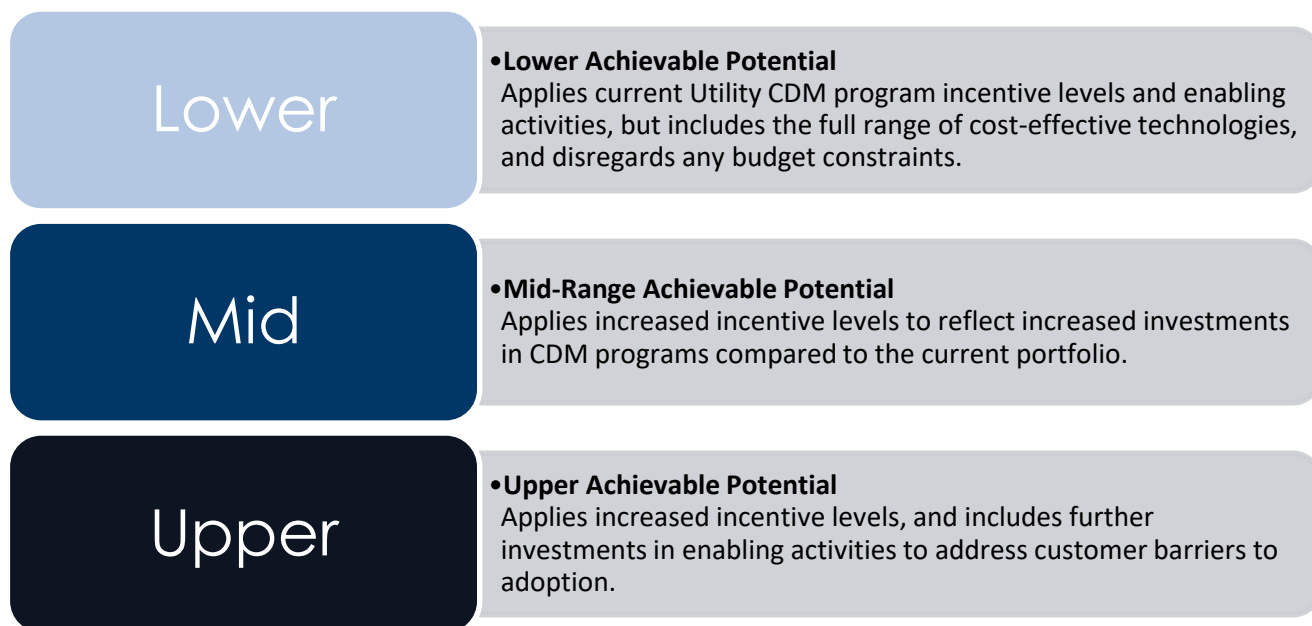 Lower
•Lower Achievable Potential
Applies current Utility CDM program incentive levels and enabling
activities, but includes the full range of cost-effective technologies,
and disregards any budget constraints.
Mid
•Mid-Range Achievable Potential
Applies increased incentive levels to reflect increased investments
in CDM programs compared to the current portfolio.
Upper
•Upper Achievable Potential
Applies increased incentive levels, and includes further
investments in enabling activities to address customer barriers to
adoption.